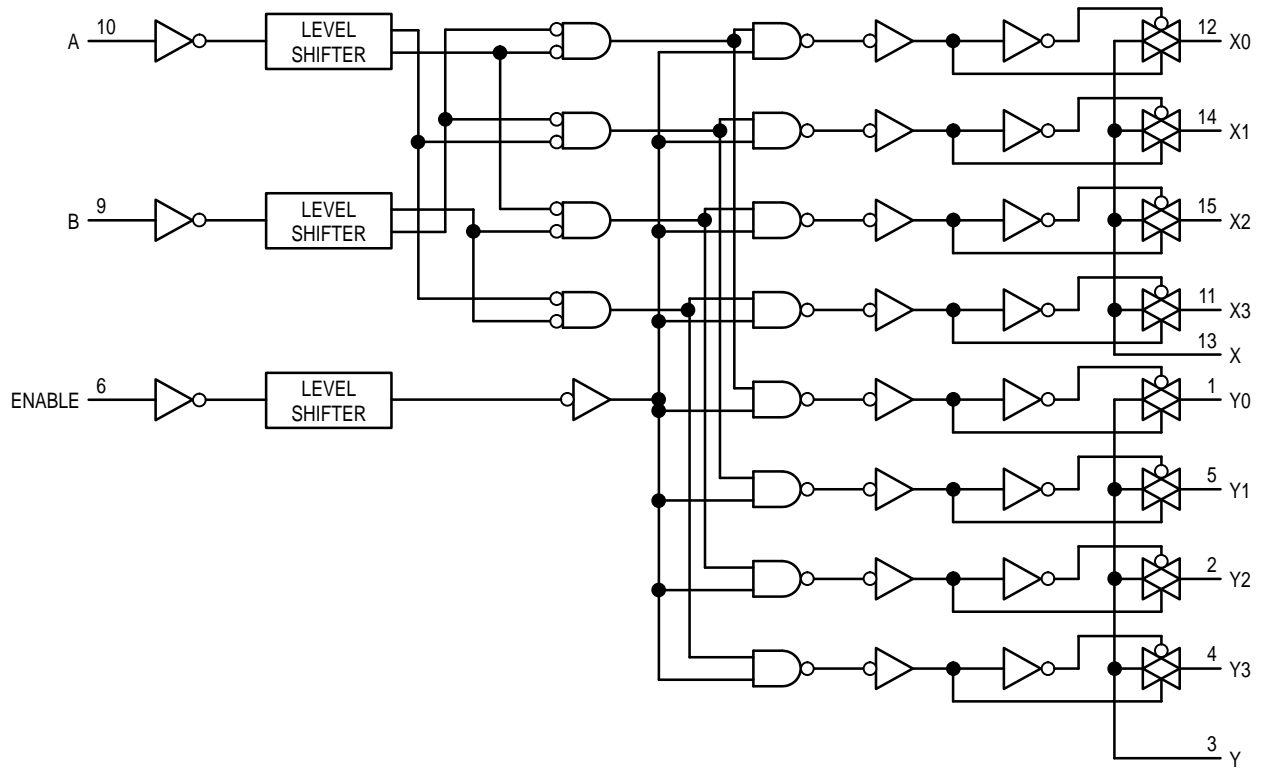 A 10 LEVEL SHIFTER 12 X0
14 X1
B 9 LEVEL SHIFTER 15 X2
11 X3
13 X
ENABLE 6 LEVEL SHIFTER 1 Y0
5 Y1
2 Y2
4 Y3
3 Y